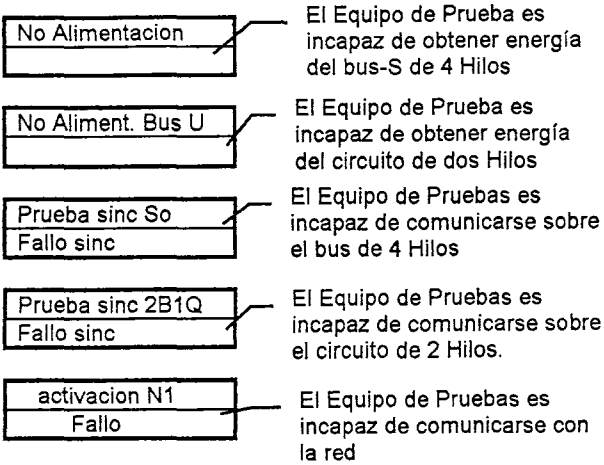 No Alimentacion
El Equipo de Prueba es
incapaz de obtener energía
del bus-S de 4 Hilos
No Aliment. Bus U
El Equipo de Prueba es
incapaz de obtener energía
del circuito de dos Hilos
Prueba sinc So
Fallo sinc
El Equipo de Pruebas es
incapaz de comunicarse sobre
el bus de 4 Hilos
Prueba sinc 2B1Q
Fallo sinc
El Equipo de Pruebas es
incapaz de comunicarse sobre
el circuito de 2 Hilos.
activacion N1
Fallo
El Equipo de Pruebas es
incapaz de comunicarse con
la red